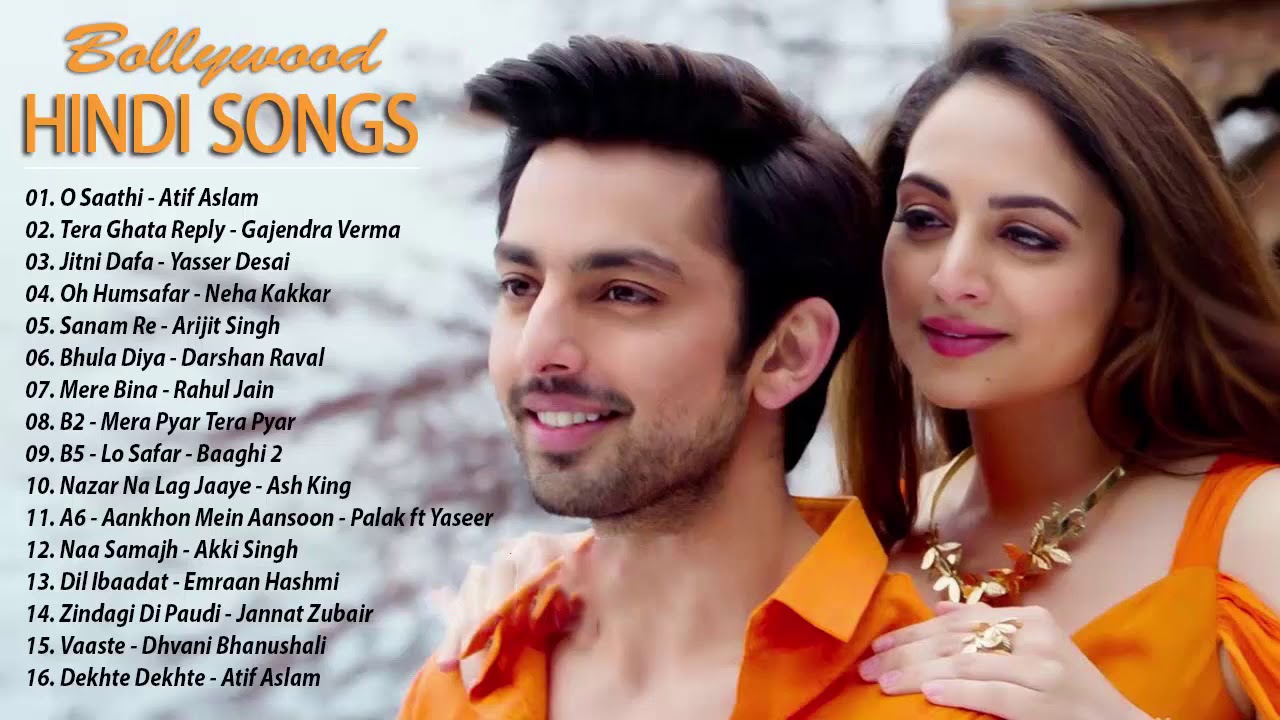 Bollywood
HINDI SONGS
01. O Saathi - Atif Aslam
02. Tera Ghata Reply - Gajendra Verma
03. Jitni Dafa - Yasser Desai
04. Oh Humsafar - Neha Kakkar
05. Sanam Re - Arijit Singh
06. Bhula Diya - Darshan Raval
07. Mere Bina - Rahul Jain
08. B2 - Mera Pyar Tera Pyar
09. B5 - Lo Safar - Baaghi 2
10. Nazar Na Lag Jaaye - Ash King
11. A6 - Aankhon Mein Aansoon - Palak ft Yaseer
12. Naa Samajh - Akki Singh
13. Dil Ibaadat - Emraan Hashmi
14. Zindagi Di Paudi - Jannat Zubair
15. Vaaste - Dhvani Bhanushali
16. Dekhte Dekhte - Atif Aslam